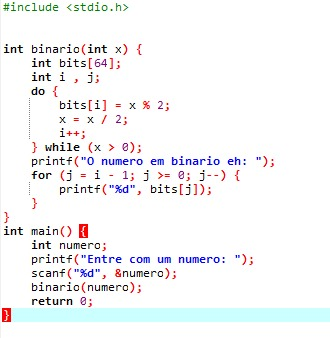 #include <stdio.h>
int binario(int x) {
int bits[64];
int i , j;
do {
bits[i] = x % 2;
x = x / 2;
i++;
} while (x > 0);
printf("O numero em binario eh: ");
for (j = i - 1; j >= 0; j--) {
printf("%d", bits[j]);
}
}
int main() {
int numero;
printf("Entre com um numero: ");
scanf("%d", &numero);
binario(numero);
return 0;
}